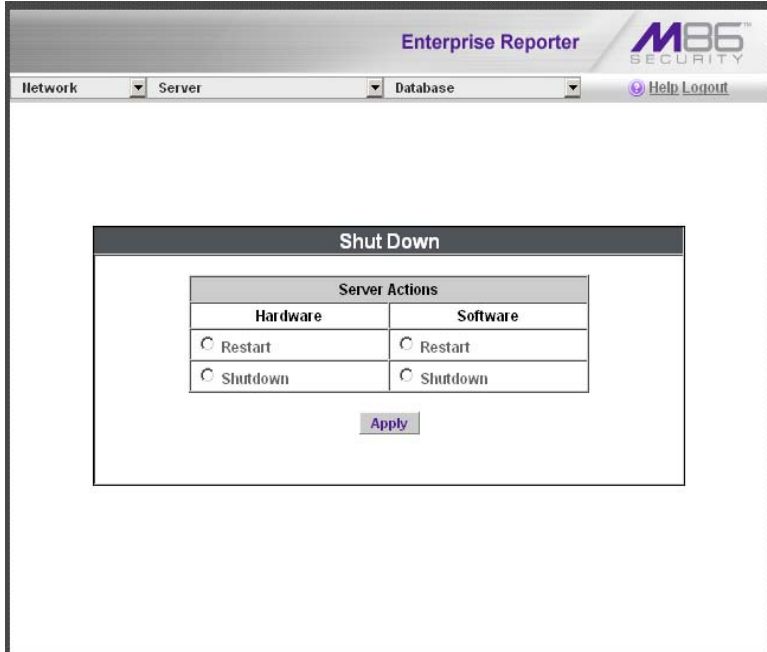 Enterprise Reporter
M86™
SECURITY
Network Server Database Help Logout
Shut Down
Server Actions
Hardware Software
Restart Restart
Shutdown Shutdown
Apply